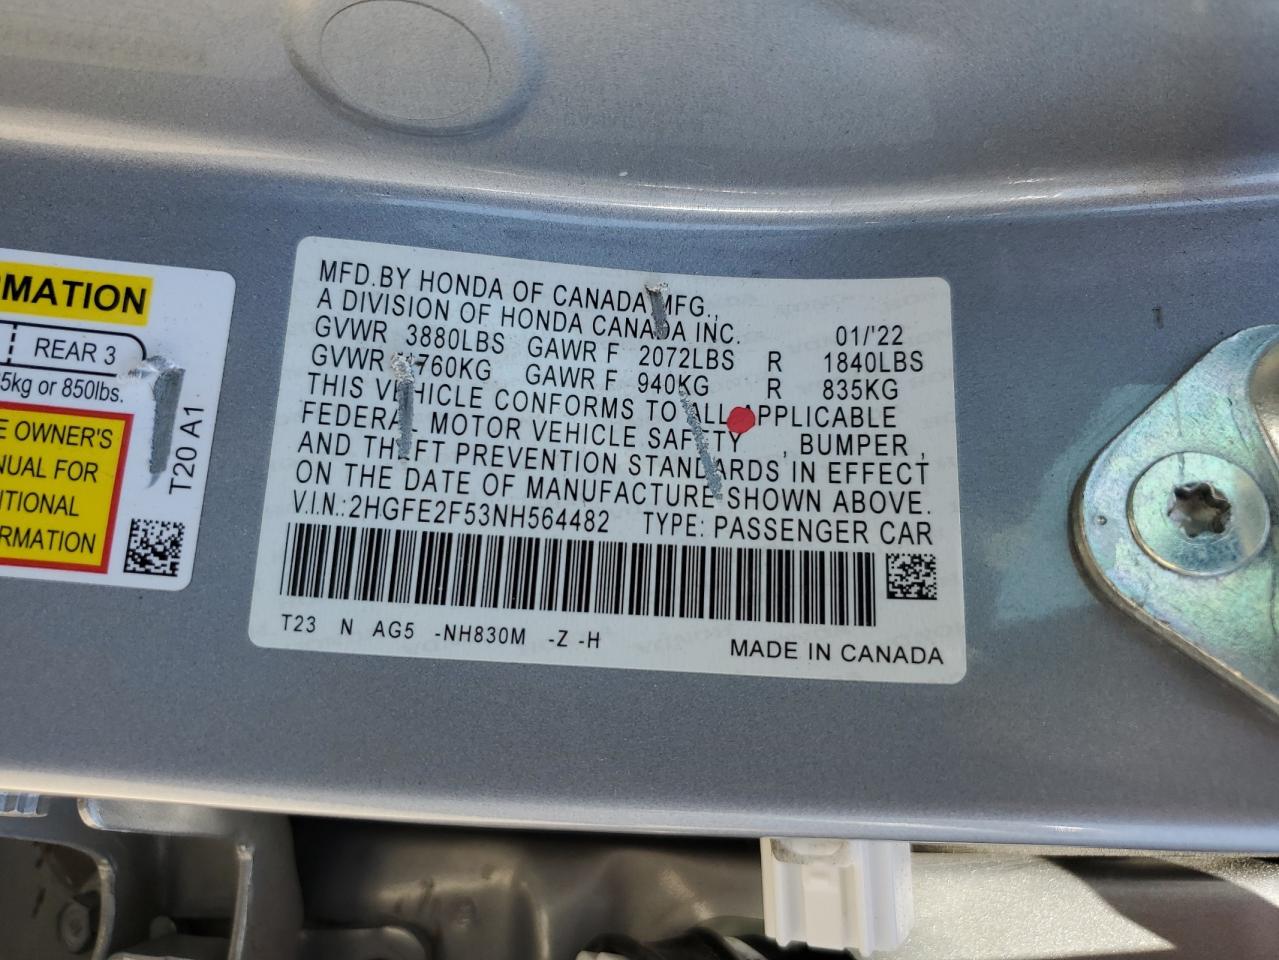 RMATION
REAR 3
5kg or 850lbs.
E OWNER'S
NUAL FOR
ITIONAL
ORMATION
T20 A1
MFD.BY HONDA OF CANADA MFG.,
A DIVISION OF HONDA CANADA INC. 01/'22
GVWR 3880LBS GAWR F 2072LBS R 1840LBS
GVWR 1760KG GAWR F 940KG R 835KG
THIS VEHICLE CONFORMS TO ALL APPLICABLE
FEDERAL MOTOR VEHICLE SAFETY , BUMPER ,
AND THEFT PREVENTION STANDARDS IN EFFECT
ON THE DATE OF MANUFACTURE SHOWN ABOVE.
V.I.N.:2HGFE2F53NH564482 TYPE: PASSENGER CAR
T23 N AG5 -NH830M -Z -H
MADE IN CANADA